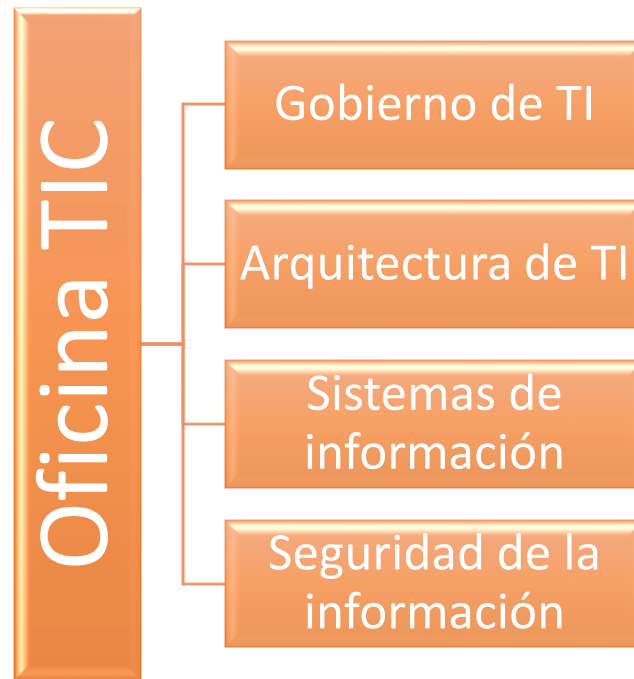 Oficina TIC
Gobierno de TI
Arquitectura de TI
Sistemas de
información
Seguridad de la
información